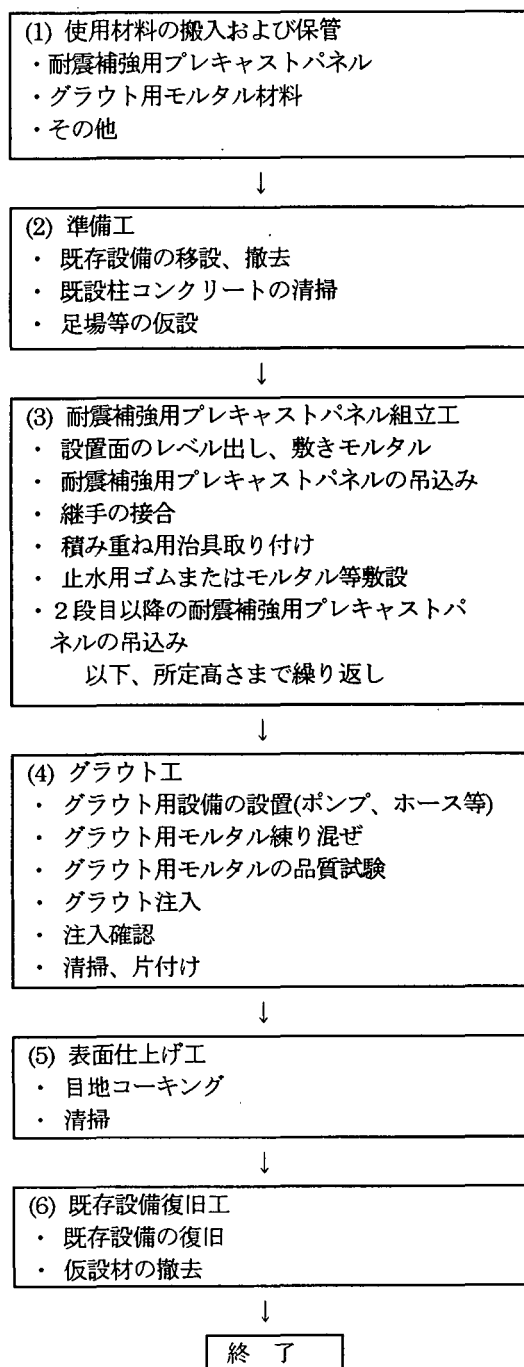 (1) 使用材料の搬入および保管
・耐震補強用プレキャストパネル
・グラウト用モルタル材料
・その他
↓
(2) 準備工
・ 既存設備の移設、撤去
・ 既設柱コンクリートの清掃
・ 足場等の仮設
↓
(3) 耐震補強用プレキャストパネル組立工
・ 設置面のレベル出し、敷きモルタル
・ 耐震補強用プレキャストパネルの吊込み
・ 継手の接合
・ 積み重ね用治具取り付け
・ 止水用ゴムまたはモルタル等敷設
・２段目以降の耐震補強用プレキャストパ
ネルの吊込み
以下、所定高さまで繰り返し
↓
(4) グラウト工
・ グラウト用設備の設置(ポンプ、ホース等)
・ グラウト用モルタル練り混ぜ
・ グラウト用モルタルの品質試験
・ グラウト注入
・ 注入確認
・ 清掃、片付け
↓
(5) 表面仕上げ工
・ 目地コーキング
・ 清掃
↓
(6) 既存設備復旧工
・ 既存設備の復旧
・ 仮設材の撤去
↓
終 了